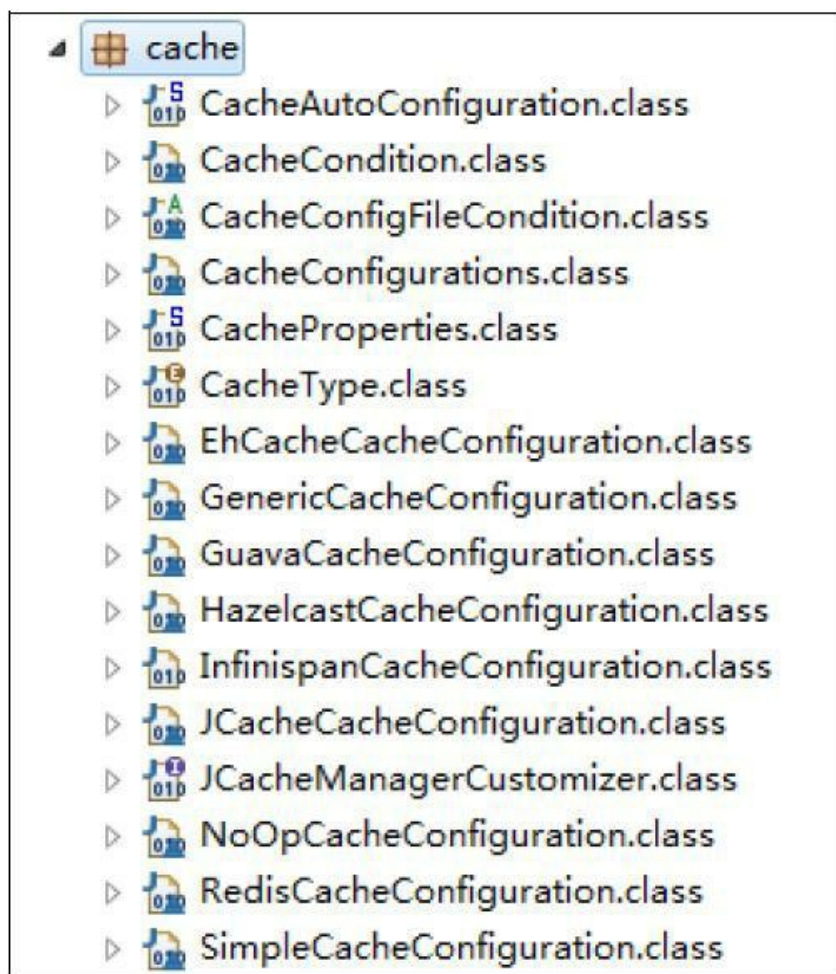 cache
CacheAutoConfiguration.class
CacheCondition.class
CacheConfigFileCondition.class
CacheConfigurations.class
CacheProperties.class
CacheType.class
EhCacheCacheConfiguration.class
GenericCacheConfiguration.class
GuavaCacheConfiguration.class
HazelcastCacheConfiguration.class
InfinispanCacheConfiguration.class
JCacheCacheConfiguration.class
JCacheManagerCustomizer.class
NoOpCacheConfiguration.class
RedisCacheConfiguration.class
SimpleCacheConfiguration.class